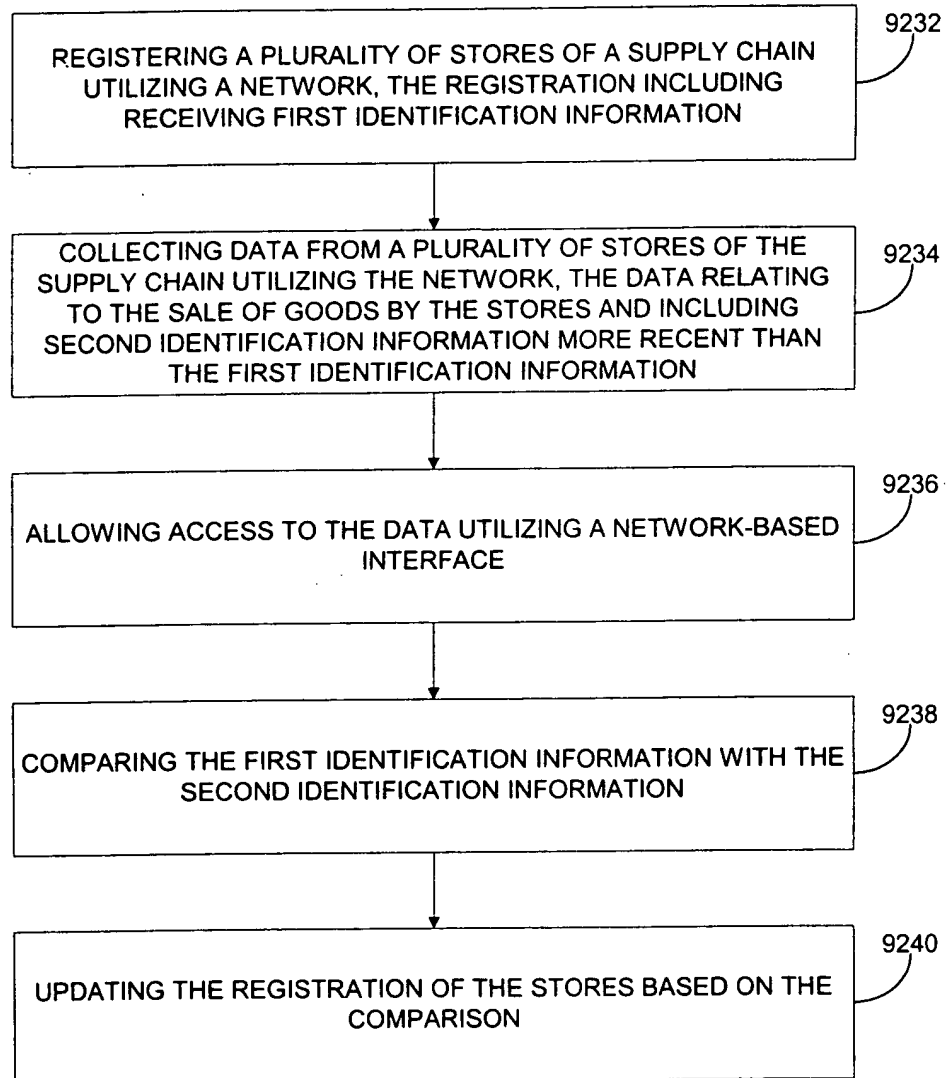 9232
REGISTERING A PLURALITY OF STORES OF A SUPPLY CHAIN
UTILIZING A NETWORK, THE REGISTRATION INCLUDING
RECEIVING FIRST IDENTIFICATION INFORMATION
9234
COLLECTING DATA FROM A PLURALITY OF STORES OF THE
SUPPLY CHAIN UTILIZING THE NETWORK, THE DATA RELATING
TO THE SALE OF GOODS BY THE STORES AND INCLUDING
SECOND IDENTIFICATION INFORMATION MORE RECENT THAN
THE FIRST IDENTIFICATION INFORMATION
9236
ALLOWING ACCESS TO THE DATA UTILIZING A NETWORK-BASED
INTERFACE
9238
COMPARING THE FIRST IDENTIFICATION INFORMATION WITH THE
SECOND IDENTIFICATION INFORMATION
9240
UPDATING THE REGISTRATION OF THE STORES BASED ON THE
COMPARISON